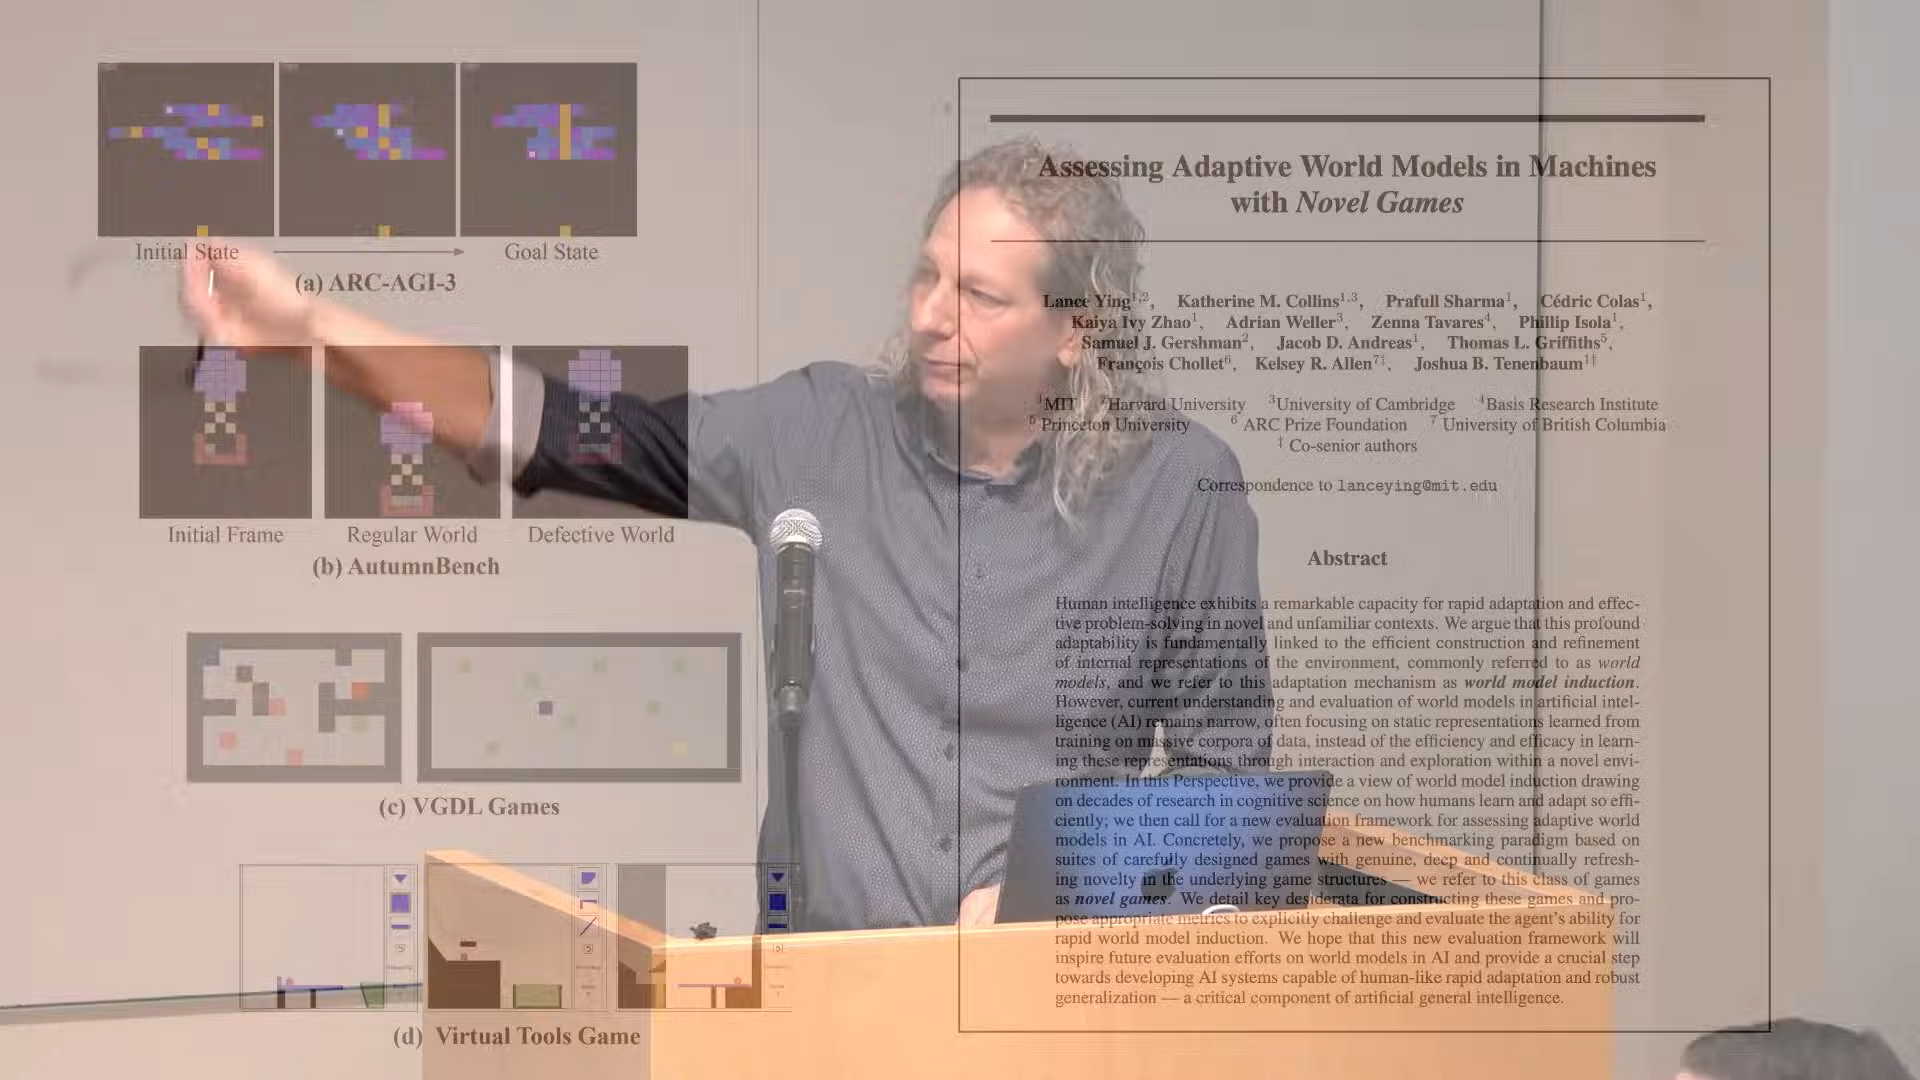 Initial State
Goal State
(a) ARC-AGI-3
Initial Frame
Regular World
Defective World
(b) AutumnBench
(c) VGDL Games
(d) Virtual Tools Game
Assessing Adaptive World Models in Machines
with Novel Games
Lance Ying1,2, Katherine M. Collins1,3, Prafull Sharma1, Cédric Colas1,
Kaiya Ivy Zhao1, Adrian Weller3, Zenna Tavares4, Phillip Isola1,
Samuel J. Gershman2, Jacob D. Andreas1, Thomas L. Griffiths5,
François Chollet6, Kelsey R. Allen7‡, Joshua B. Tenenbaum1‡
1MIT 2Harvard University 3University of Cambridge 4Basis Research Institute
5 Princeton University 6 ARC Prize Foundation 7 University of British Columbia
‡ Co-senior authors
Correspondence to lanceying@mit.edu
Abstract
Human intelligence exhibits a remarkable capacity for rapid adaptation and effec-
tive problem-solving in novel and unfamiliar contexts. We argue that this profound
adaptability is fundamentally linked to the efficient construction and refinement
of internal representations of the environment, commonly referred to as world
models, and we refer to this adaptation mechanism as world model induction.
However, current understanding and evaluation of world models in artificial intel-
ligence (AI) remains narrow, often focusing on static representations learned from
training on massive corpora of data, instead of the efficiency and efficacy in learn-
ing these representations through interaction and exploration within a novel envi-
ronment. In this Perspective, we provide a view of world model induction drawing
on decades of research in cognitive science on how humans learn and adapt so effi-
ciently; we then call for a new evaluation framework for assessing adaptive world
models in AI. Concretely, we propose a new benchmarking paradigm based on
suites of carefully designed games with genuine, deep and continually refresh-
ing novelty in the underlying game structures — we refer to this class of games
as novel games. We detail key desiderata for constructing these games and pro-
pose appropriate metrics to explicitly challenge and evaluate the agent's ability for
rapid world model induction. We hope that this new evaluation framework will
inspire future evaluation efforts on world models in AI and provide a crucial step
towards developing AI systems capable of human-like rapid adaptation and robust
generalization — a critical component of artificial general intelligence.